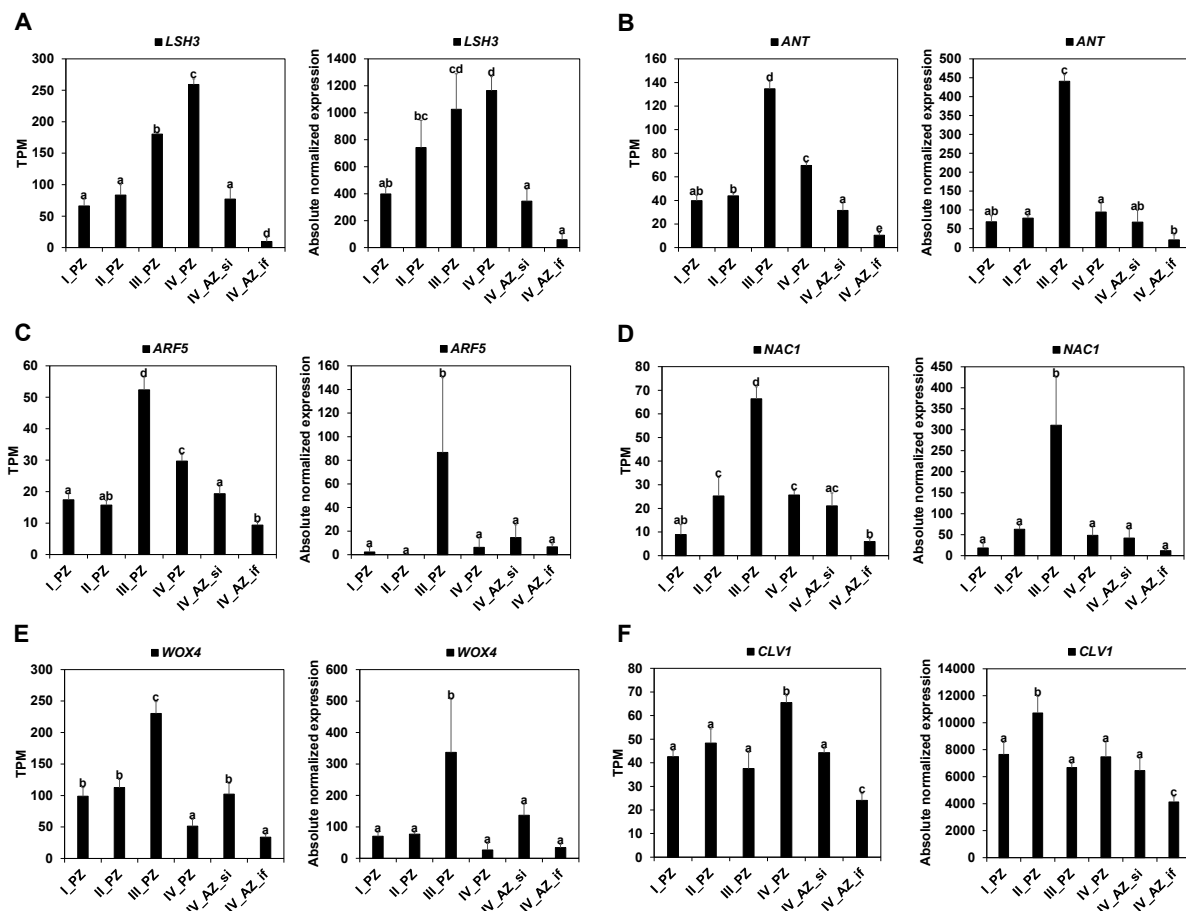 A
LSH3
TPM
300
250
200
150
100
50
0
a
a
b
c
a
d
I_PZ
II_PZ
III_PZ
IV_PZ
IV_AZ_si
IV_AZ_if
LSH3
Absolute normalized expression
1400
1200
1000
800
600
400
200
0
ab
bc
cd
d
a
a
I_PZ
II_PZ
III_PZ
IV_PZ
IV_AZ_si
IV_AZ_if
B
ANT
TPM
160
140
120
100
80
60
40
20
0
ab
b
d
c
a
e
I_PZ
II_PZ
III_PZ
IV_PZ
IV_AZ_si
IV_AZ_if
ANT
Absolute normalized expression
500
450
400
350
300
250
200
150
100
50
0
ab
a
c
a
ab
b
I_PZ
II_PZ
III_PZ
IV_PZ
IV_AZ_si
IV_AZ_if
C
ARF5
TPM
60
50
40
30
20
10
0
a
ab
d
c
a
b
I_PZ
II_PZ
III_PZ
IV_PZ
IV_AZ_si
IV_AZ_if
ARF5
Absolute normalized expression
160
140
120
100
80
60
40
20
0
a
a
b
a
a
a
I_PZ
II_PZ
III_PZ
IV_PZ
IV_AZ_si
IV_AZ_if
D
NAC1
TPM
80
70
60
50
40
30
20
10
0
ab
c
d
c
ac
b
I_PZ
II_PZ
III_PZ
IV_PZ
IV_AZ_si
IV_AZ_if
NAC1
Absolute normalized expression
450
400
350
300
250
200
150
100
50
0
a
a
b
a
a
a
I_PZ
II_PZ
III_PZ
IV_PZ
IV_AZ_si
IV_AZ_if
E
WOX4
TPM
300
250
200
150
100
50
0
b
b
c
a
b
a
I_PZ
II_PZ
III_PZ
IV_PZ
IV_AZ_si
IV_AZ_if
WOX4
Absolute normalized expression
600
500
400
300
200
100
0
a
a
b
a
a
a
I_PZ
II_PZ
III_PZ
IV_PZ
IV_AZ_si
IV_AZ_if
F
CLV1
TPM
80
70
60
50
40
30
20
10
0
a
a
a
b
a
c
I_PZ
II_PZ
III_PZ
IV_PZ
IV_AZ_si
IV_AZ_if
CLV1
Absolute normalized expression
14000
12000
10000
8000
6000
4000
2000
0
a
b
a
a
a
c
I_PZ
II_PZ
III_PZ
IV_PZ
IV_AZ_si
IV_AZ_if